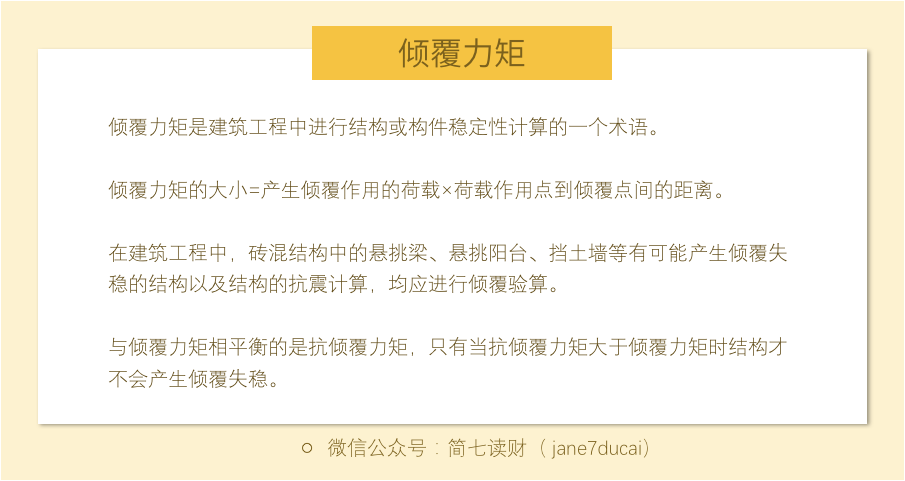 倾覆力矩
倾覆力矩是建筑工程中进行结构或构件稳定性计算的一个术语。
倾覆力矩的大小=产生倾覆作用的荷载×荷载作用点到倾覆点间的距离。
在建筑工程中，砖混结构中的悬挑梁、悬挑阳台、挡土墙等有可能产生倾覆失
稳的结构以及结构的抗震计算，均应进行倾覆验算。
与倾覆力矩相平衡的是抗倾覆力矩，只有当抗倾覆力矩大于倾覆力矩时结构才
不会产生倾覆失稳。
微信公众号：简七读财（jane7ducai）